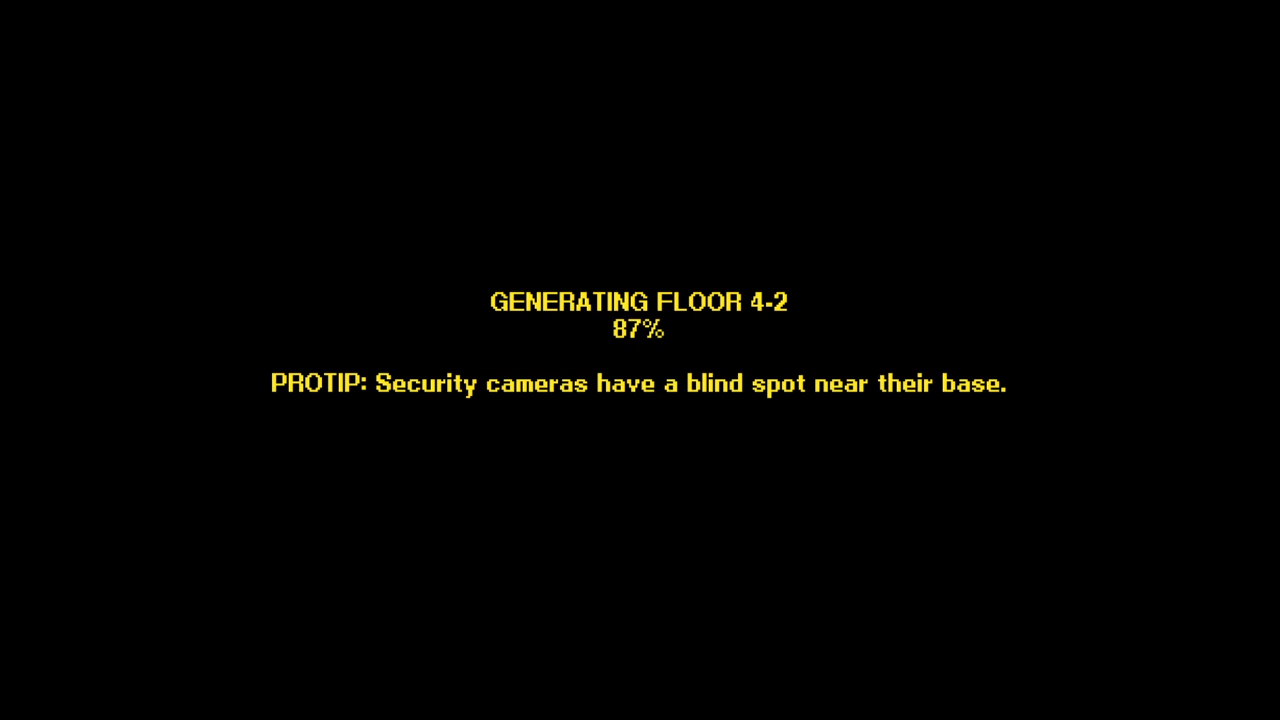 GENERATING FLOOR 4-2
87%
PROTIP: Security cameras have a blind spot near their base.